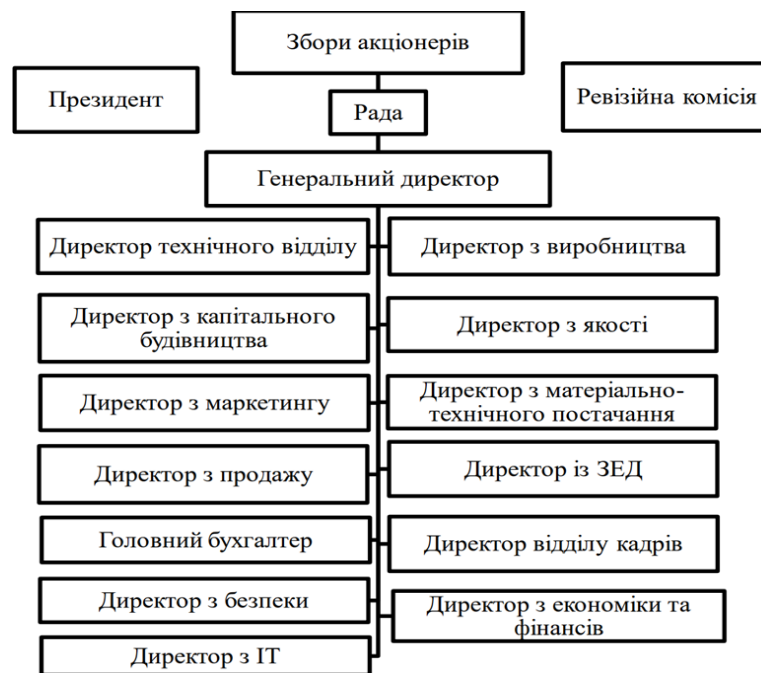 Збори акціонерів
Президент
Рада
Ревізійна комісія
Генеральний директор
Директор технічного відділу
Директор з виробництва
Директор з капітального
будівництва
Директор з якості
Директор з маркетингу
Директор з матеріально-
технічного постачання
Директор з продажу
Директор із ЗЕД
Головний бухгалтер
Директор відділу кадрів
Директор з безпеки
Директор з економіки та
фінансів
Директор з ІТ